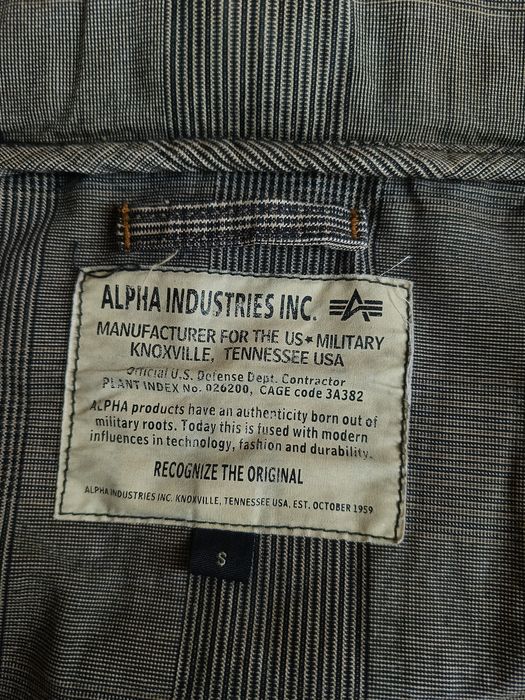 ALPHA INDUSTRIES INC.
MANUFACTURER FOR THE US★MILITARY
KNOXVILLE, TENNESSEE USA
Official U.S. Defense Dept. Contractor
PLANT INDEX No. 026200, CAGE code 3A382
ALPHA products have an authenticity born out of
military roots. Today this is fused with modern
influences in technology, fashion and durability.
RECOGNIZE THE ORIGINAL
ALPHA INDUSTRIES INC. KNOXVILLE, TENNESSEE USA, EST. OCTOBER 1959
S